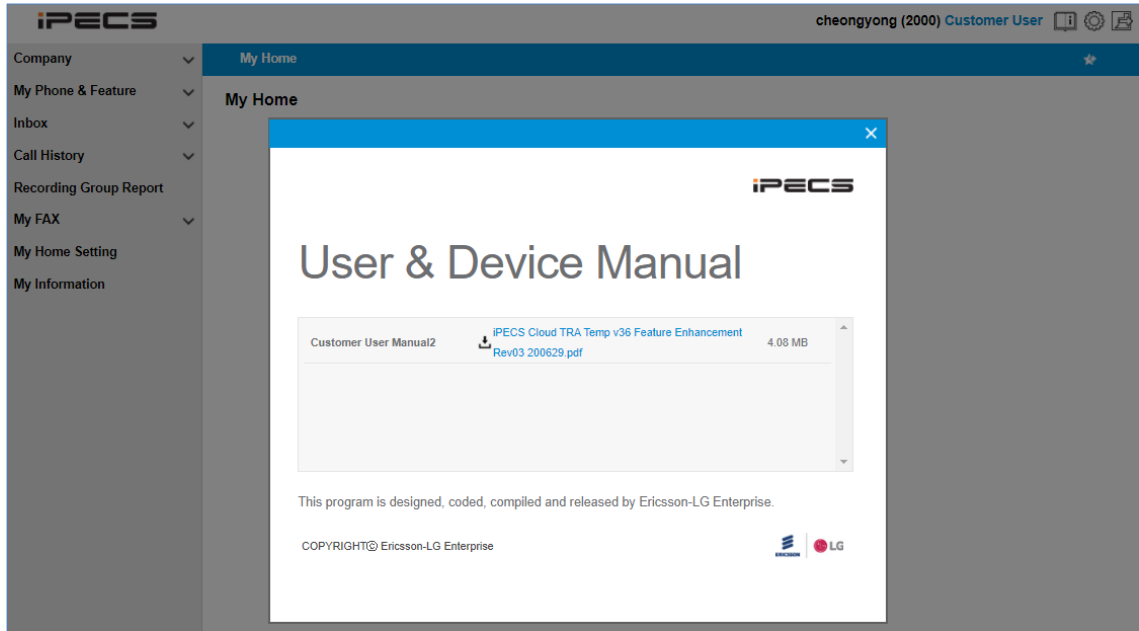 iPECS
cheongyong (2000) Customer User
Company
My Phone & Feature
Inbox
Call History
Recording Group Report
My FAX
My Home Setting
My Information
My Home
My Home
iPECS
User & Device Manual
Customer User Manual2
iPECS Cloud TRA Temp v36 Feature Enhancement
Rev03 200629.pdf
4.08 MB
This program is designed, coded, compiled and released by Ericsson-LG Enterprise.
COPYRIGHTⓒ Ericsson-LG Enterprise
ERICSSON
LG